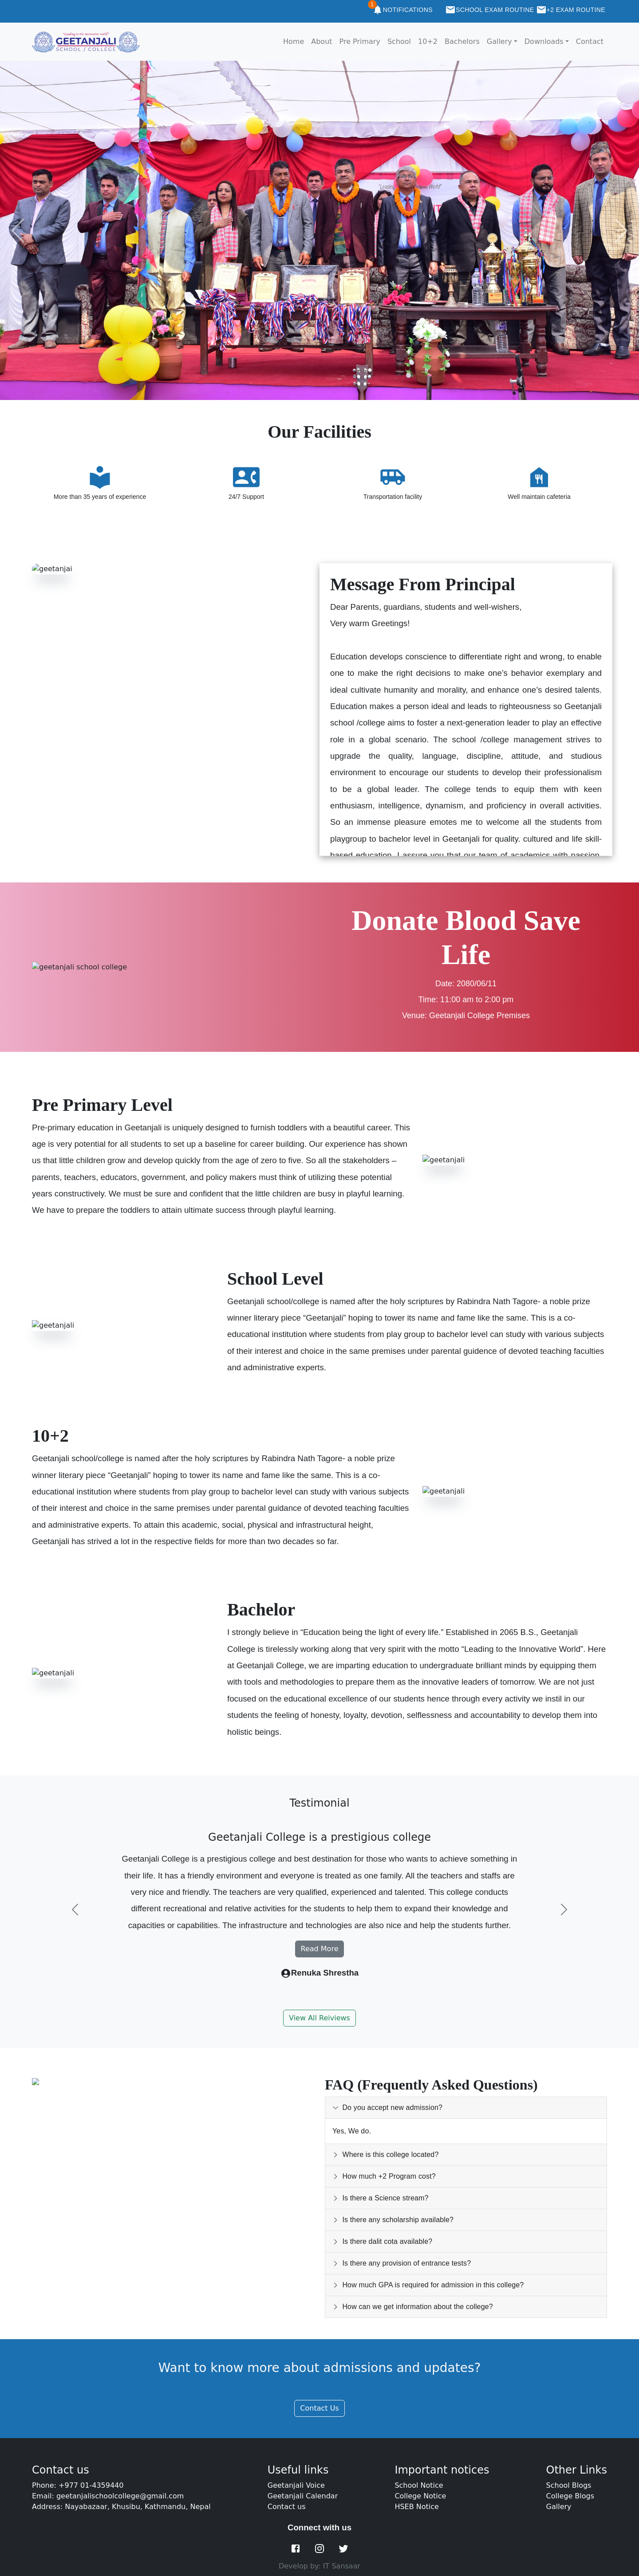 1
NOTIFICATIONS SCHOOL EXAM ROUTINE +2 EXAM ROUTINE
GEETANJALI
SCHOOL / COLLEGE
Home About Pre Primary School 10+2 Bachelors Gallery Downloads Contact
Our Facilities
More than 35 years of experience
24/7 Support
Transportation facility
Well maintain cafeteria
geetanjai
Message From Principal
Dear Parents, guardians, students and well-wishers,
Very warm Greetings!
Education develops conscience to differentiate right and wrong, to enable
one to make the right decisions to make one's behavior exemplary and
ideal cultivate humanity and morality, and enhance one's desired talents.
Education makes a person ideal and leads to righteousness so Geetanjali
school /college aims to foster a next-generation leader to play an effective
role in a global scenario. The school /college management strives to
upgrade the quality, language, discipline, attitude, and studious
environment to encourage our students to develop their professionalism
to be a global leader. The college tends to equip them with keen
enthusiasm, intelligence, dynamism, and proficiency in overall activities.
So an immense pleasure emotes me to welcome all the students from
playgroup to bachelor level in Geetanjali for quality. cultured and life skill-
based education. I assure you that our team of academics with passion,
geetanjali school college
Donate Blood Save
Life
Date: 2080/06/11
Time: 11:00 am to 2:00 pm
Venue: Geetanjali College Premises
Pre Primary Level
Pre-primary education in Geetanjali is uniquely designed to furnish toddlers with a beautiful career. This
age is very potential for all students to set up a baseline for career building. Our experience has shown
us that little children grow and develop quickly from the age of zero to five. So all the stakeholders –
parents, teachers, educators, government, and policy makers must think of utilizing these potential
years constructively. We must be sure and confident that the little children are busy in playful learning.
We have to prepare the toddlers to attain ultimate success through playful learning.
geetanjali
School Level
Geetanjali school/college is named after the holy scriptures by Rabindra Nath Tagore- a noble prize
winner literary piece “Geetanjali” hoping to tower its name and fame like the same. This is a co-
educational institution where students from play group to bachelor level can study with various subjects
of their interest and choice in the same premises under parental guidance of devoted teaching faculties
and administrative experts.
geetanjali
10+2
Geetanjali school/college is named after the holy scriptures by Rabindra Nath Tagore- a noble prize
winner literary piece “Geetanjali” hoping to tower its name and fame like the same. This is a co-
educational institution where students from play group to bachelor level can study with various subjects
of their interest and choice in the same premises under parental guidance of devoted teaching faculties
and administrative experts. To attain this academic, social, physical and infrastructural height,
Geetanjali has strived a lot in the respective fields for more than two decades so far.
geetanjali
Bachelor
I strongly believe in “Education being the light of every life.” Established in 2065 B.S., Geetanjali
College is tirelessly working along that very spirit with the motto “Leading to the Innovative World”. Here
at Geetanjali College, we are imparting education to undergraduate brilliant minds by equipping them
with tools and methodologies to prepare them as the innovative leaders of tomorrow. We are not just
focused on the educational excellence of our students hence through every activity we instil in our
students the feeling of honesty, loyalty, devotion, selflessness and accountability to develop them into
holistic beings.
geetanjali
Testimonial
Geetanjali College is a prestigious college
Geetanjali College is a prestigious college and best destination for those who wants to achieve something in
their life. It has a friendly environment and everyone is treated as one family. All the teachers and staffs are
very nice and friendly. The teachers are very qualified, experienced and talented. This college conducts
different recreational and relative activities for the students to help them to expand their knowledge and
capacities or capabilities. The infrastructure and technologies are also nice and help the students further.
Read More
Renuka Shrestha
View All Reiviews
FAQ (Frequently Asked Questions)
Do you accept new admission?
Yes, We do.
Where is this college located?
How much +2 Program cost?
Is there a Science stream?
Is there any scholarship available?
Is there dalit cota available?
Is there any provision of entrance tests?
How much GPA is required for admission in this college?
How can we get information about the college?
Want to know more about admissions and updates?
Contact Us
Contact us
Phone: +977 01-4359440
Email: geetanjalischoolcollege@gmail.com
Address: Nayabazaar, Khusibu, Kathmandu, Nepal
Useful links
Geetanjali Voice
Geetanjali Calendar
Contact us
Important notices
School Notice
College Notice
HSEB Notice
Other Links
School Blogs
College Blogs
Gallery
Connect with us
Develop by: IT Sansaar